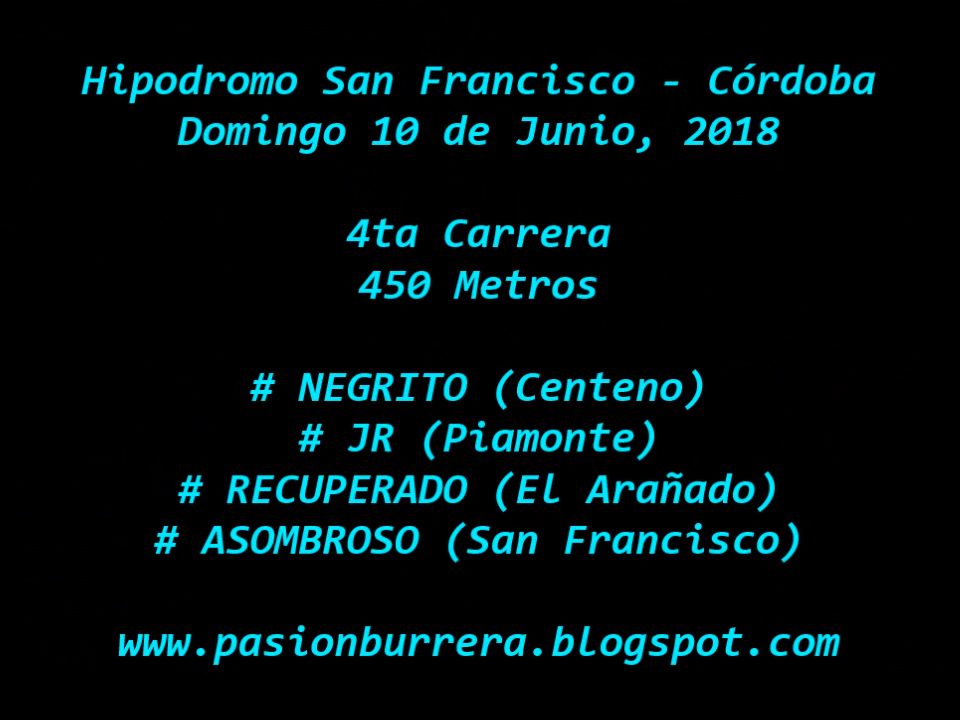 Hipodromo San Francisco - Córdoba
Domingo 10 de Junio, 2018
4ta Carrera
450 Metros
# NEGRITO (Centeno)
# JR (Piamonte)
# RECUPERADO (El Arañado)
# ASOMBROSO (San Francisco)
www.pasionburrera.blogspot.com